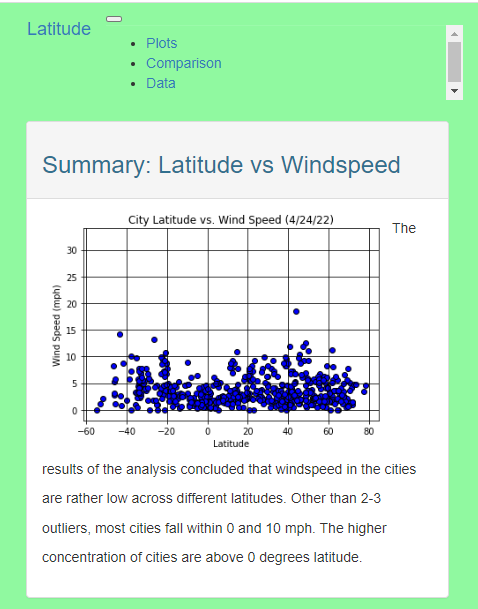 Latitude
Plots
Comparison
Data
Summary: Latitude vs Windspeed
City Latitude vs. Wind Speed (4/24/22)
Wind Speed (mph)
30
25
20
15
10
5
0
−60 −40 −20 0 20 40 60 80
Latitude
The
results of the analysis concluded that windspeed in the cities
are rather low across different latitudes. Other than 2-3
outliers, most cities fall within 0 and 10 mph. The higher
concentration of cities are above 0 degrees latitude.